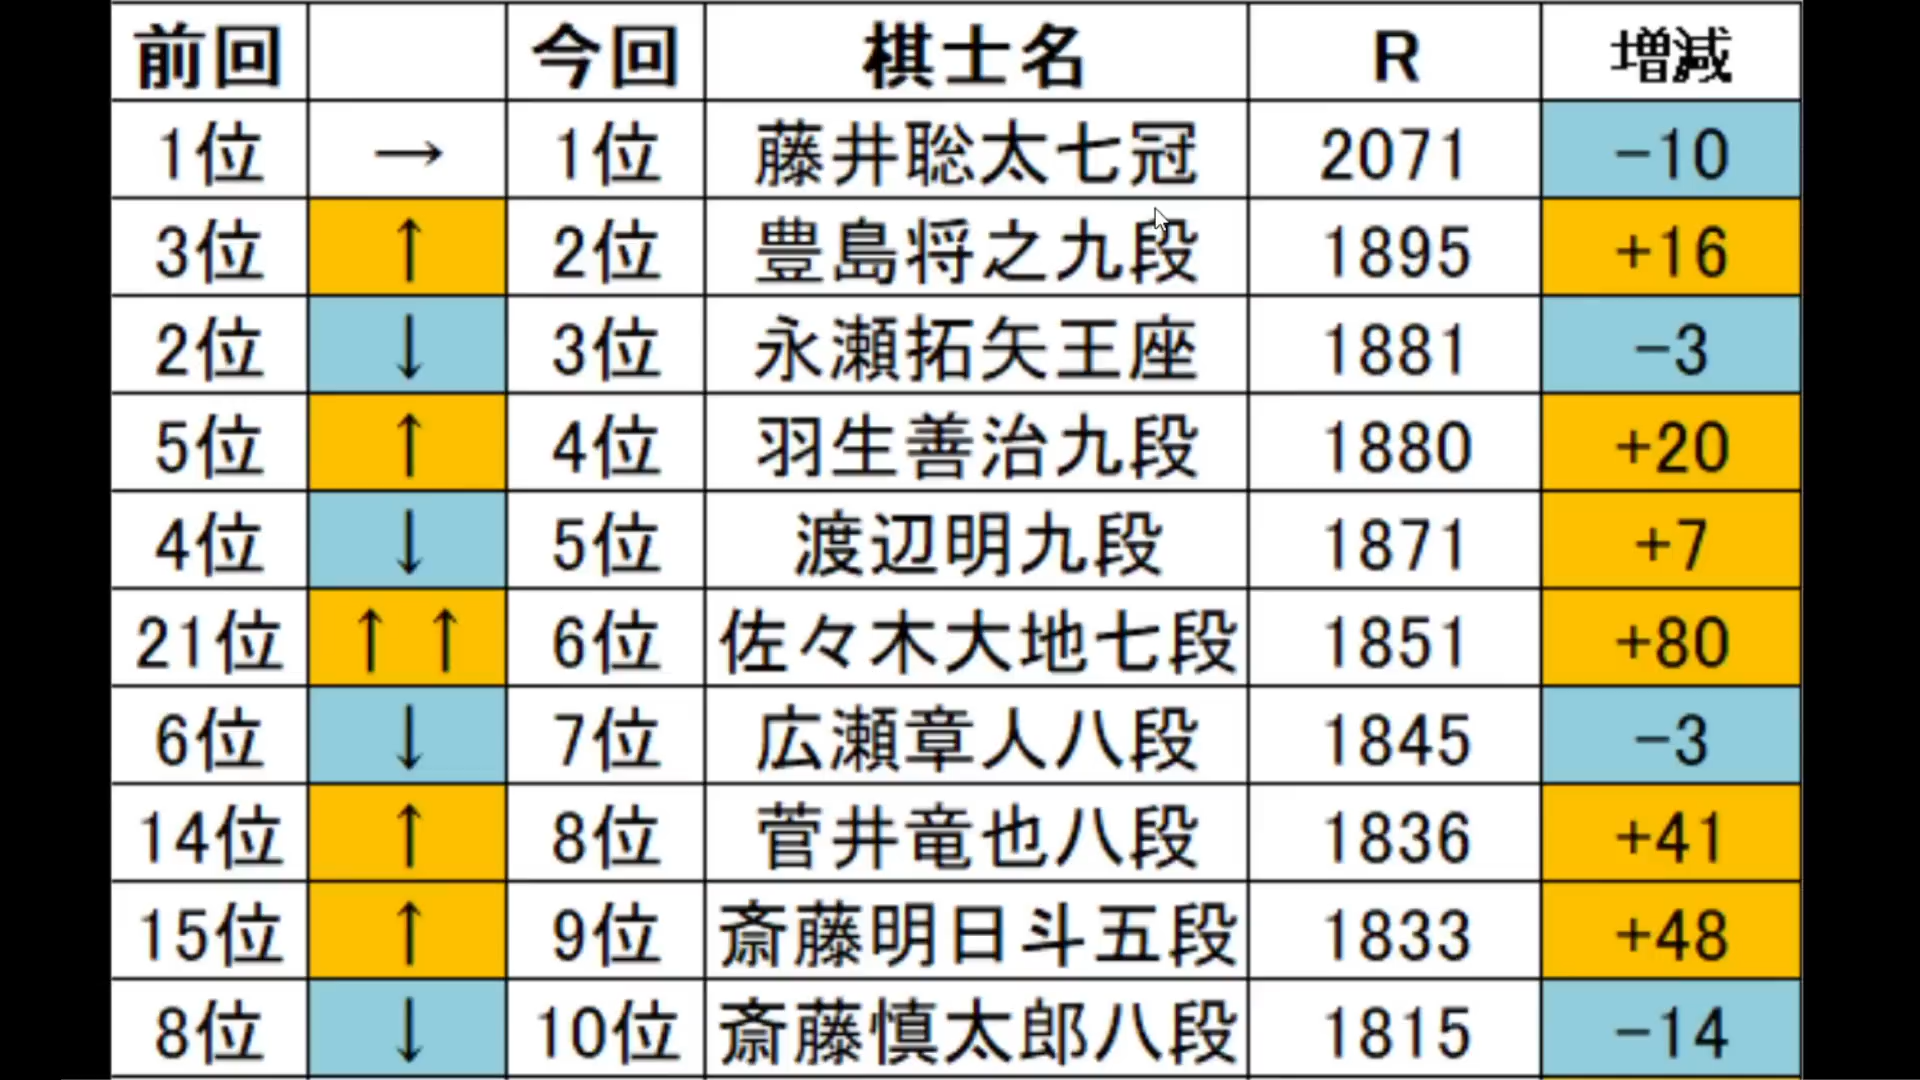 前回 今回 棋士名 R 増減
1位 → 1位 藤井聡太七冠 2071 −10
3位 ↑ 2位 豊島将之九段 1895 +16
2位 ↓ 3位 永瀬拓矢王座 1881 −3
5位 ↑ 4位 羽生善治九段 1880 +20
4位 ↓ 5位 渡辺明九段 1871 +7
21位 ↑↑ 6位 佐々木大地七段 1851 +80
6位 ↓ 7位 広瀬章人八段 1845 −3
14位 ↑ 8位 菅井竜也八段 1836 +41
15位 ↑ 9位 斎藤明日斗五段 1833 +48
8位 ↓ 10位 斎藤慎太郎八段 1815 −14